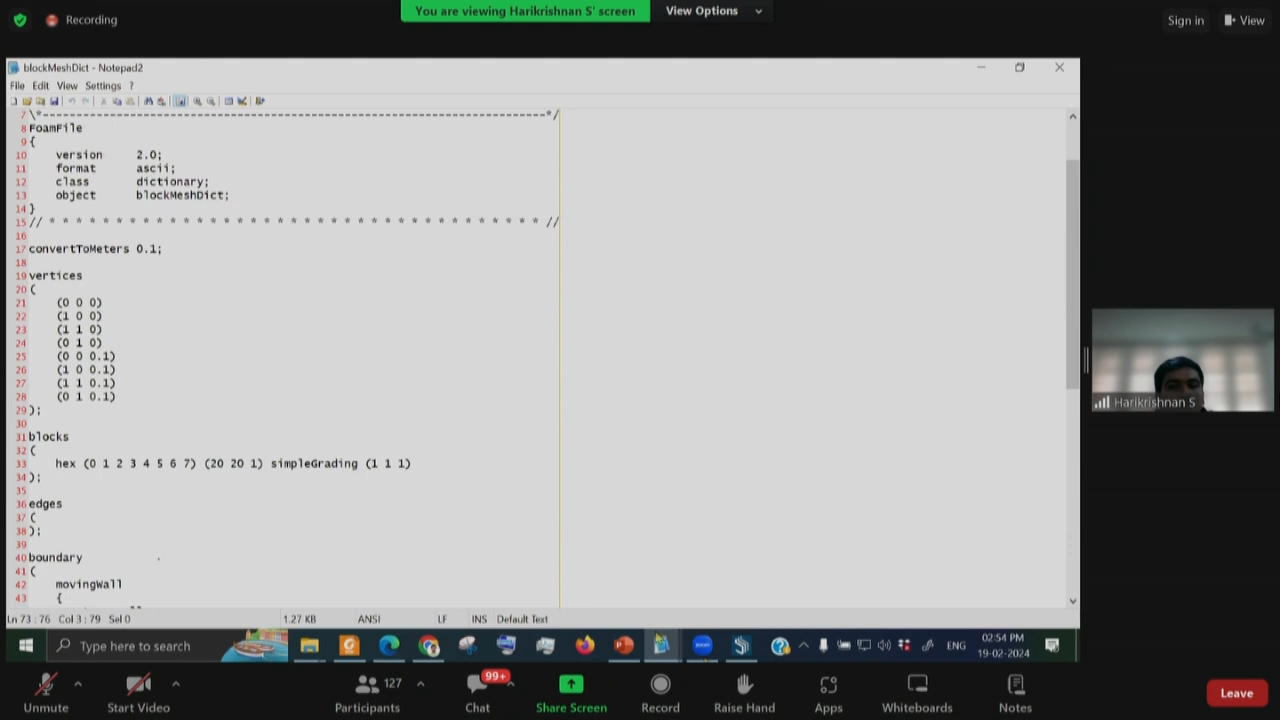 You are viewing Harikrishnan S' screen
View Options
Recording
Sign in
View
blockMeshDict - Notepad2
File Edit View Settings ?
7 \*---------------------------------------------------------------------------*/
8 FoamFile
9 {
10 version 2.0;
11 format ascii;
12 class dictionary;
13 object blockMeshDict;
14 }
15 // * * * * * * * * * * * * * * * * * * * * * * * * * * * * * * * * * * * * * //
16
17 convertToMeters 0.1;
18
19 vertices
20 (
21 (0 0 0)
22 (1 0 0)
23 (1 1 0)
24 (0 1 0)
25 (0 0 0.1)
26 (1 0 0.1)
27 (1 1 0.1)
28 (0 1 0.1)
29 );
30
31 blocks
32 (
33 hex (0 1 2 3 4 5 6 7) (20 20 1) simpleGrading (1 1 1)
34 );
35
36 edges
37 (
38 );
39
40 boundary
41 (
42 movingWall
43 {
Harikrishnan S
Ln 73 : 76 Col 3 : 79 Sel 0 1.27 KB ANSI LF INS Default Text
Type here to search
ENG
02:54 PM
19-02-2024
99+
127
Unmute
Start Video
Participants
Chat
Share Screen
Record
Raise Hand
Apps
Whiteboards
Notes
Leave